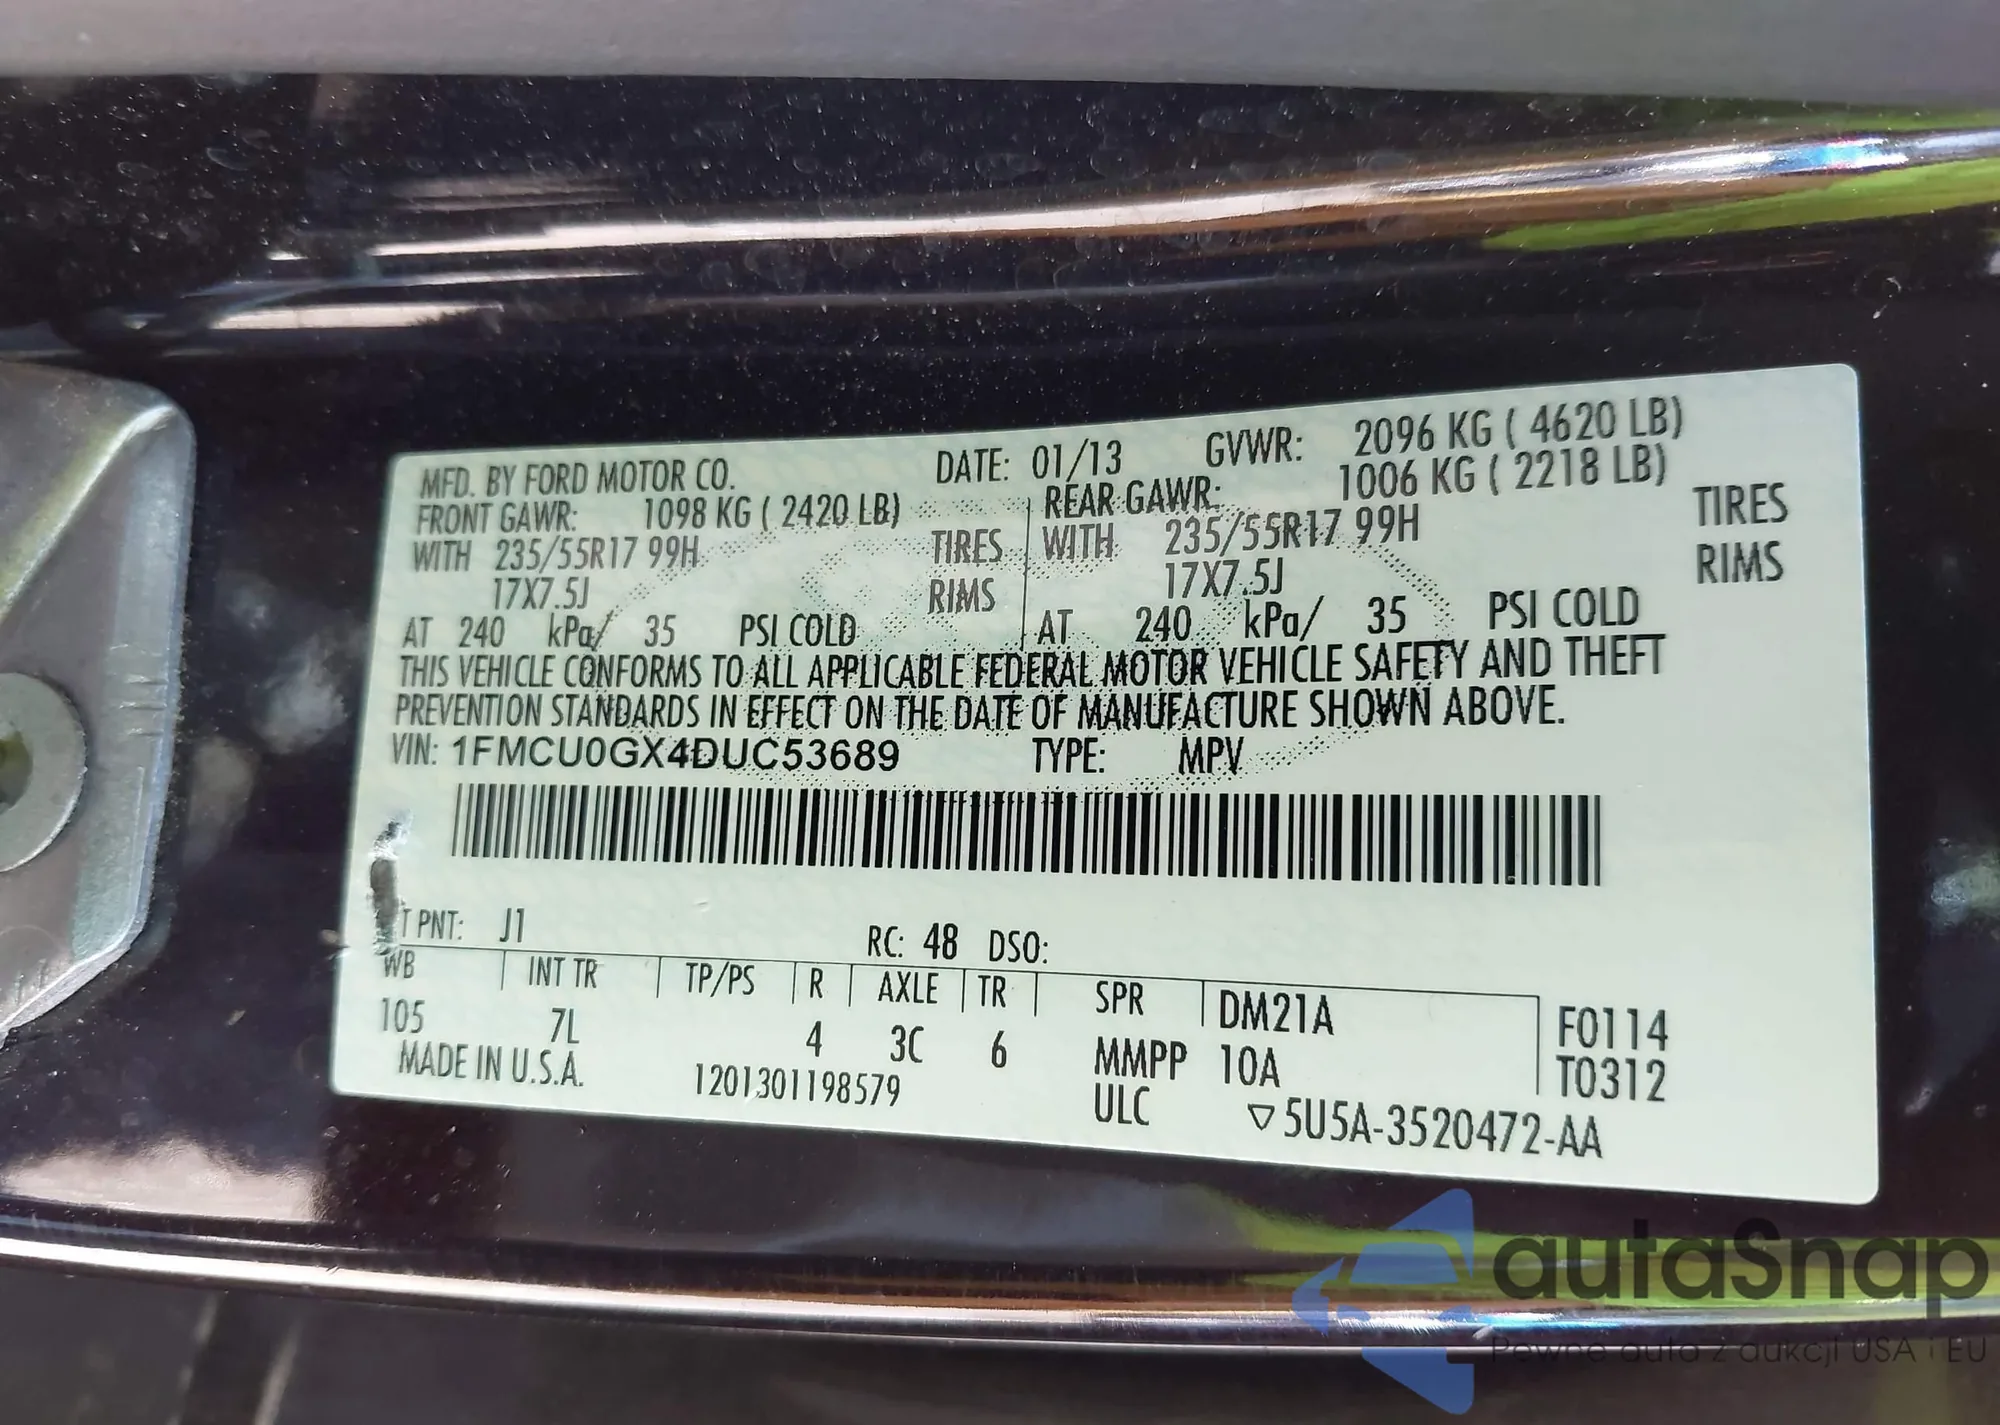 MFD. BY FORD MOTOR CO. DATE: 01/13 GVWR: 2096 KG ( 4620 LB)
FRONT GAWR: 1098 KG ( 2420 LB) REAR GAWR: 1006 KG ( 2218 LB)
WITH 235/55R17 99H TIRES WITH 235/55R17 99H TIRES
17X7.5J RIMS 17X7.5J RIMS
AT 240 kPa/ 35 PSI COLD AT 240 kPa/ 35 PSI COLD
THIS VEHICLE CONFORMS TO ALL APPLICABLE FEDERAL MOTOR VEHICLE SAFETY AND THEFT
PREVENTION STANDARDS IN EFFECT ON THE DATE OF MANUFACTURE SHOWN ABOVE.
VIN: 1FMCU0GX4DUC53689 TYPE: MPV
T PNT: J1 RC: 48 DSO:
WB INT TR TP/PS R AXLE TR SPR DM21A F0114
105 7L 4 3C 6 MMPP 10A T0312
MADE IN U.S.A. 1201301198579 ULC ▽5U5A-3520472-AA
autaSnap
Pewne auta z aukcji USA i EU